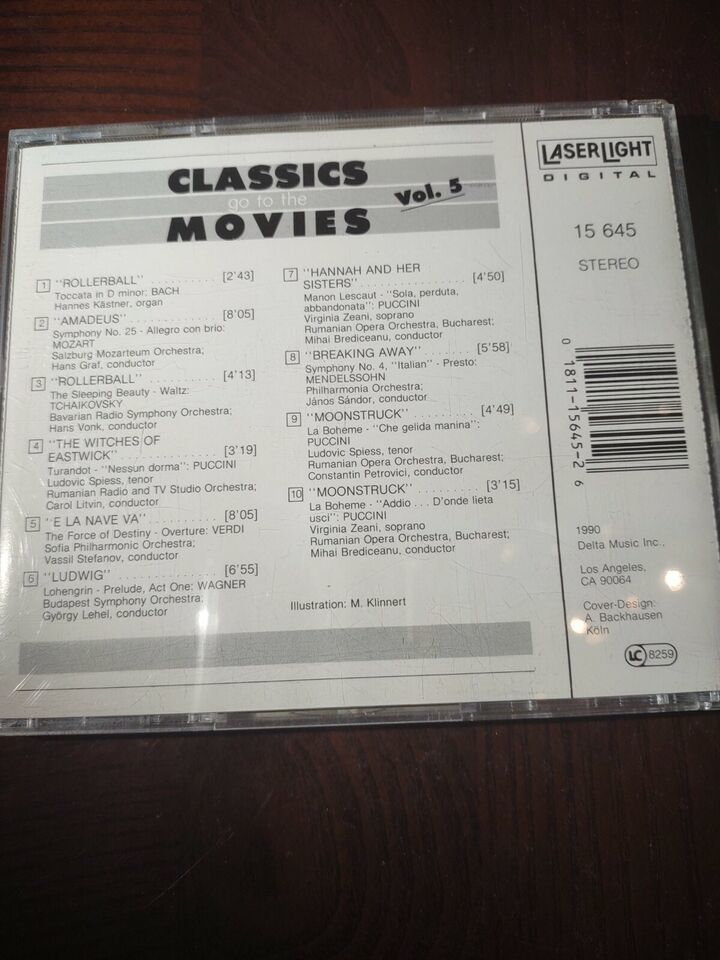 CLASSICS
go to the
MOVIES Vol. 5
1 "ROLLERBALL" .......... [2'43]
Toccata in D minor: BACH
Hannes Kästner, organ
2 "AMADEUS" ............. [8'05]
Symphony No. 25 - Allegro con brio:
MOZART
Salzburg Mozarteum Orchestra;
Hans Graf, conductor
3 "ROLLERBALL" .......... [4'13]
The Sleeping Beauty - Waltz:
TCHAIKOVSKY
Bavarian Radio Symphony Orchestra;
Hans Vonk, conductor
4 "THE WITCHES OF
EASTWICK" ............. [3'19]
Turandot - "Nessun dorma": PUCCINI
Ludovic Spiess, tenor
Rumanian Radio and TV Studio Orchestra;
Carol Litvin, conductor
5 "E LA NAVE VA" .......... [8'05]
The Force of Destiny - Overture: VERDI
Sofia Philharmonic Orchestra;
Vassil Stefanov, conductor
6 "LUDWIG" .............. [6'55]
Lohengrin - Prelude, Act One: WAGNER
Budapest Symphony Orchestra;
György Lehel, conductor
7 "HANNAH AND HER
SISTERS" ................ [4'50]
Manon Lescaut - "Sola, perduta,
abbandonata": PUCCINI
Virginia Zeani, soprano
Rumanian Opera Orchestra, Bucharest;
Mihai Brediceanu, conductor
8 "BREAKING AWAY" ....... [5'58]
Symphony No. 4, "Italian" - Presto:
MENDELSSOHN
Philharmonia Orchestra;
János Sándor, conductor
9 "MOONSTRUCK" .......... [4'49]
La Boheme - "Che gelida manina":
PUCCINI
Ludovic Spiess, tenor
Rumanian Opera Orchestra, Bucharest;
Constantin Petrovici, conductor
10 "MOONSTRUCK" .......... [3'15]
La Boheme - "Addio . . . D'onde lieta
usci": PUCCINI
Virginia Zeani, soprano
Rumanian Opera Orchestra, Bucharest;
Mihai Brediceanu, conductor
Illustration: M. Klinnert
LASERLIGHT
DIGITAL
15 645
STEREO
0 1811-15645-2 6
1990
Delta Music Inc.,
Los Angeles,
CA 90064
Cover-Design:
A. Backhausen
Köln
LC 8259